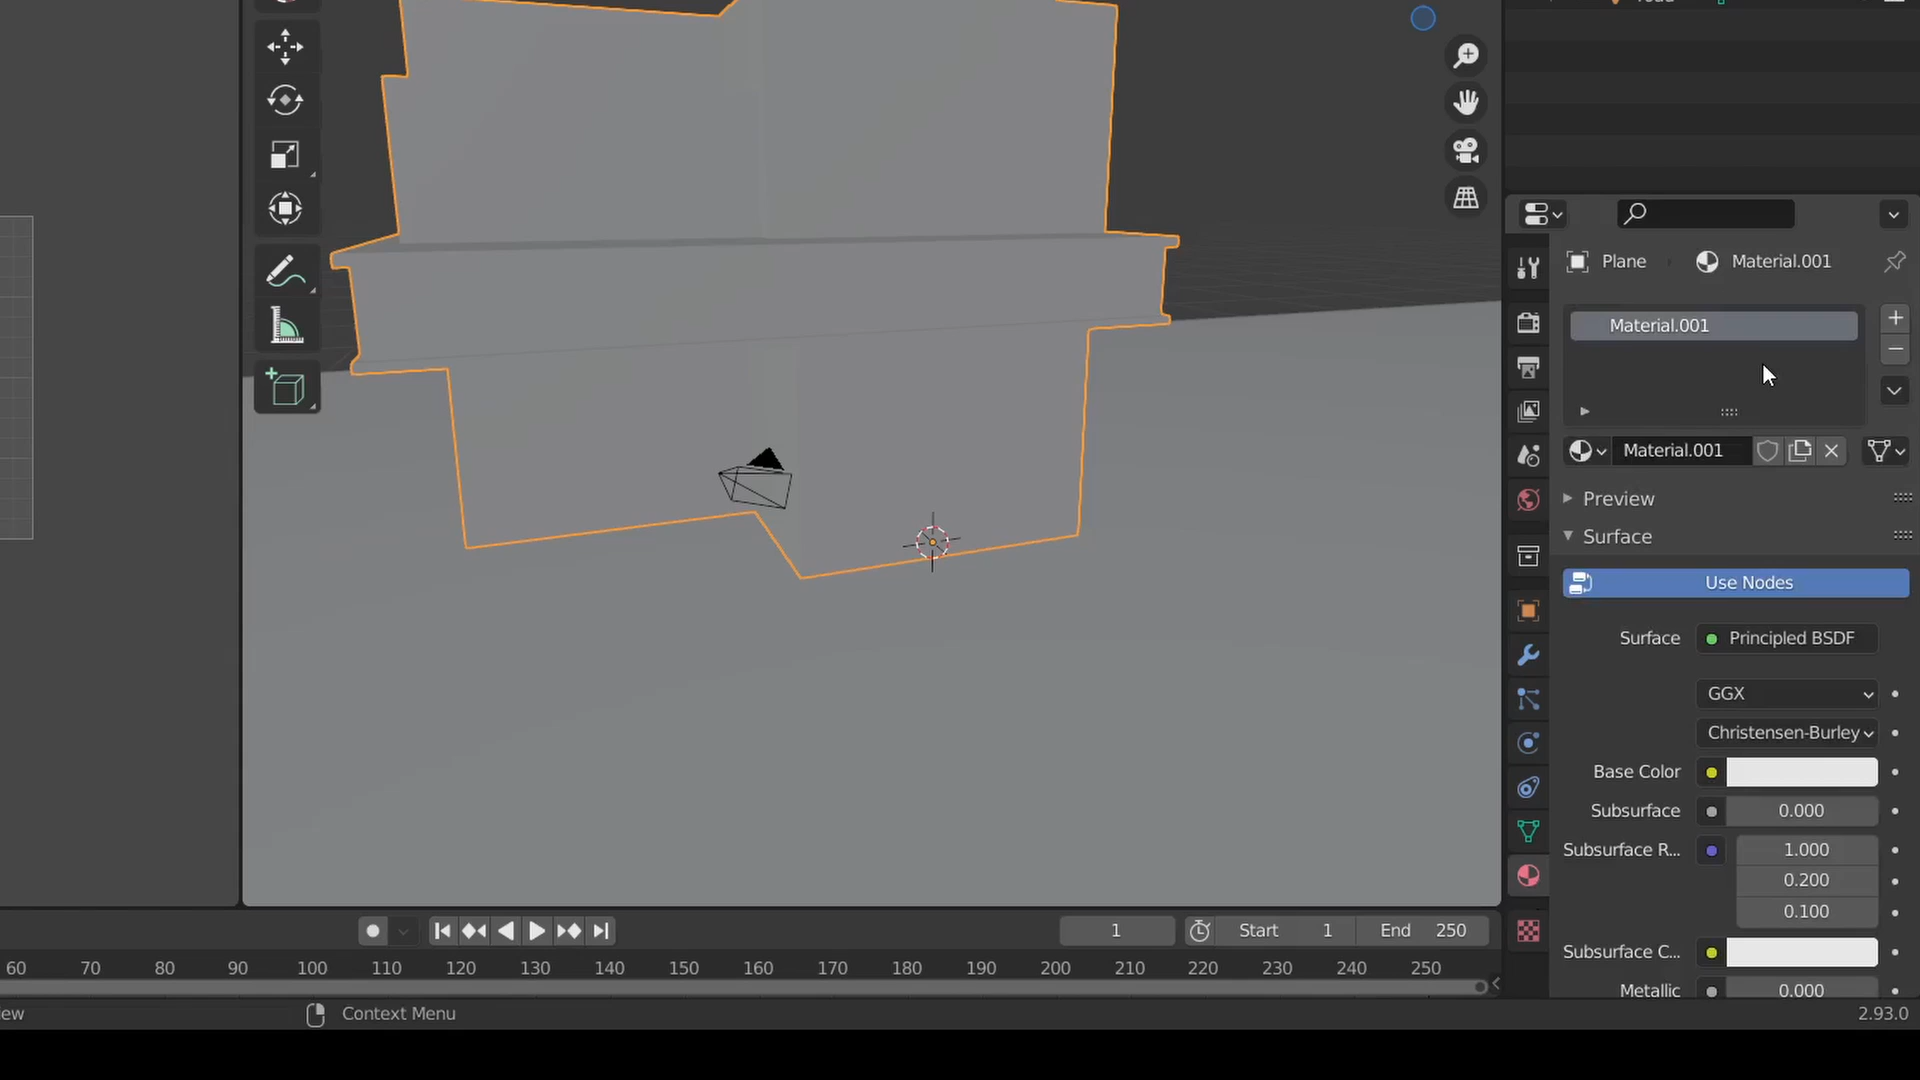 Plane Material.001
Material.001
Material.001
Preview
Surface
Use Nodes
Surface Principled BSDF
GGX
Christensen-Burley
Base Color
Subsurface 0.000
Subsurface R... 1.000
0.200
0.100
Subsurface C...
Metallic 0.000
1 Start 1 End 250
60 70 80 90 100 110 120 130 140 150 160 170 180 190 200 210 220 230 240 250
ew Context Menu 2.93.0